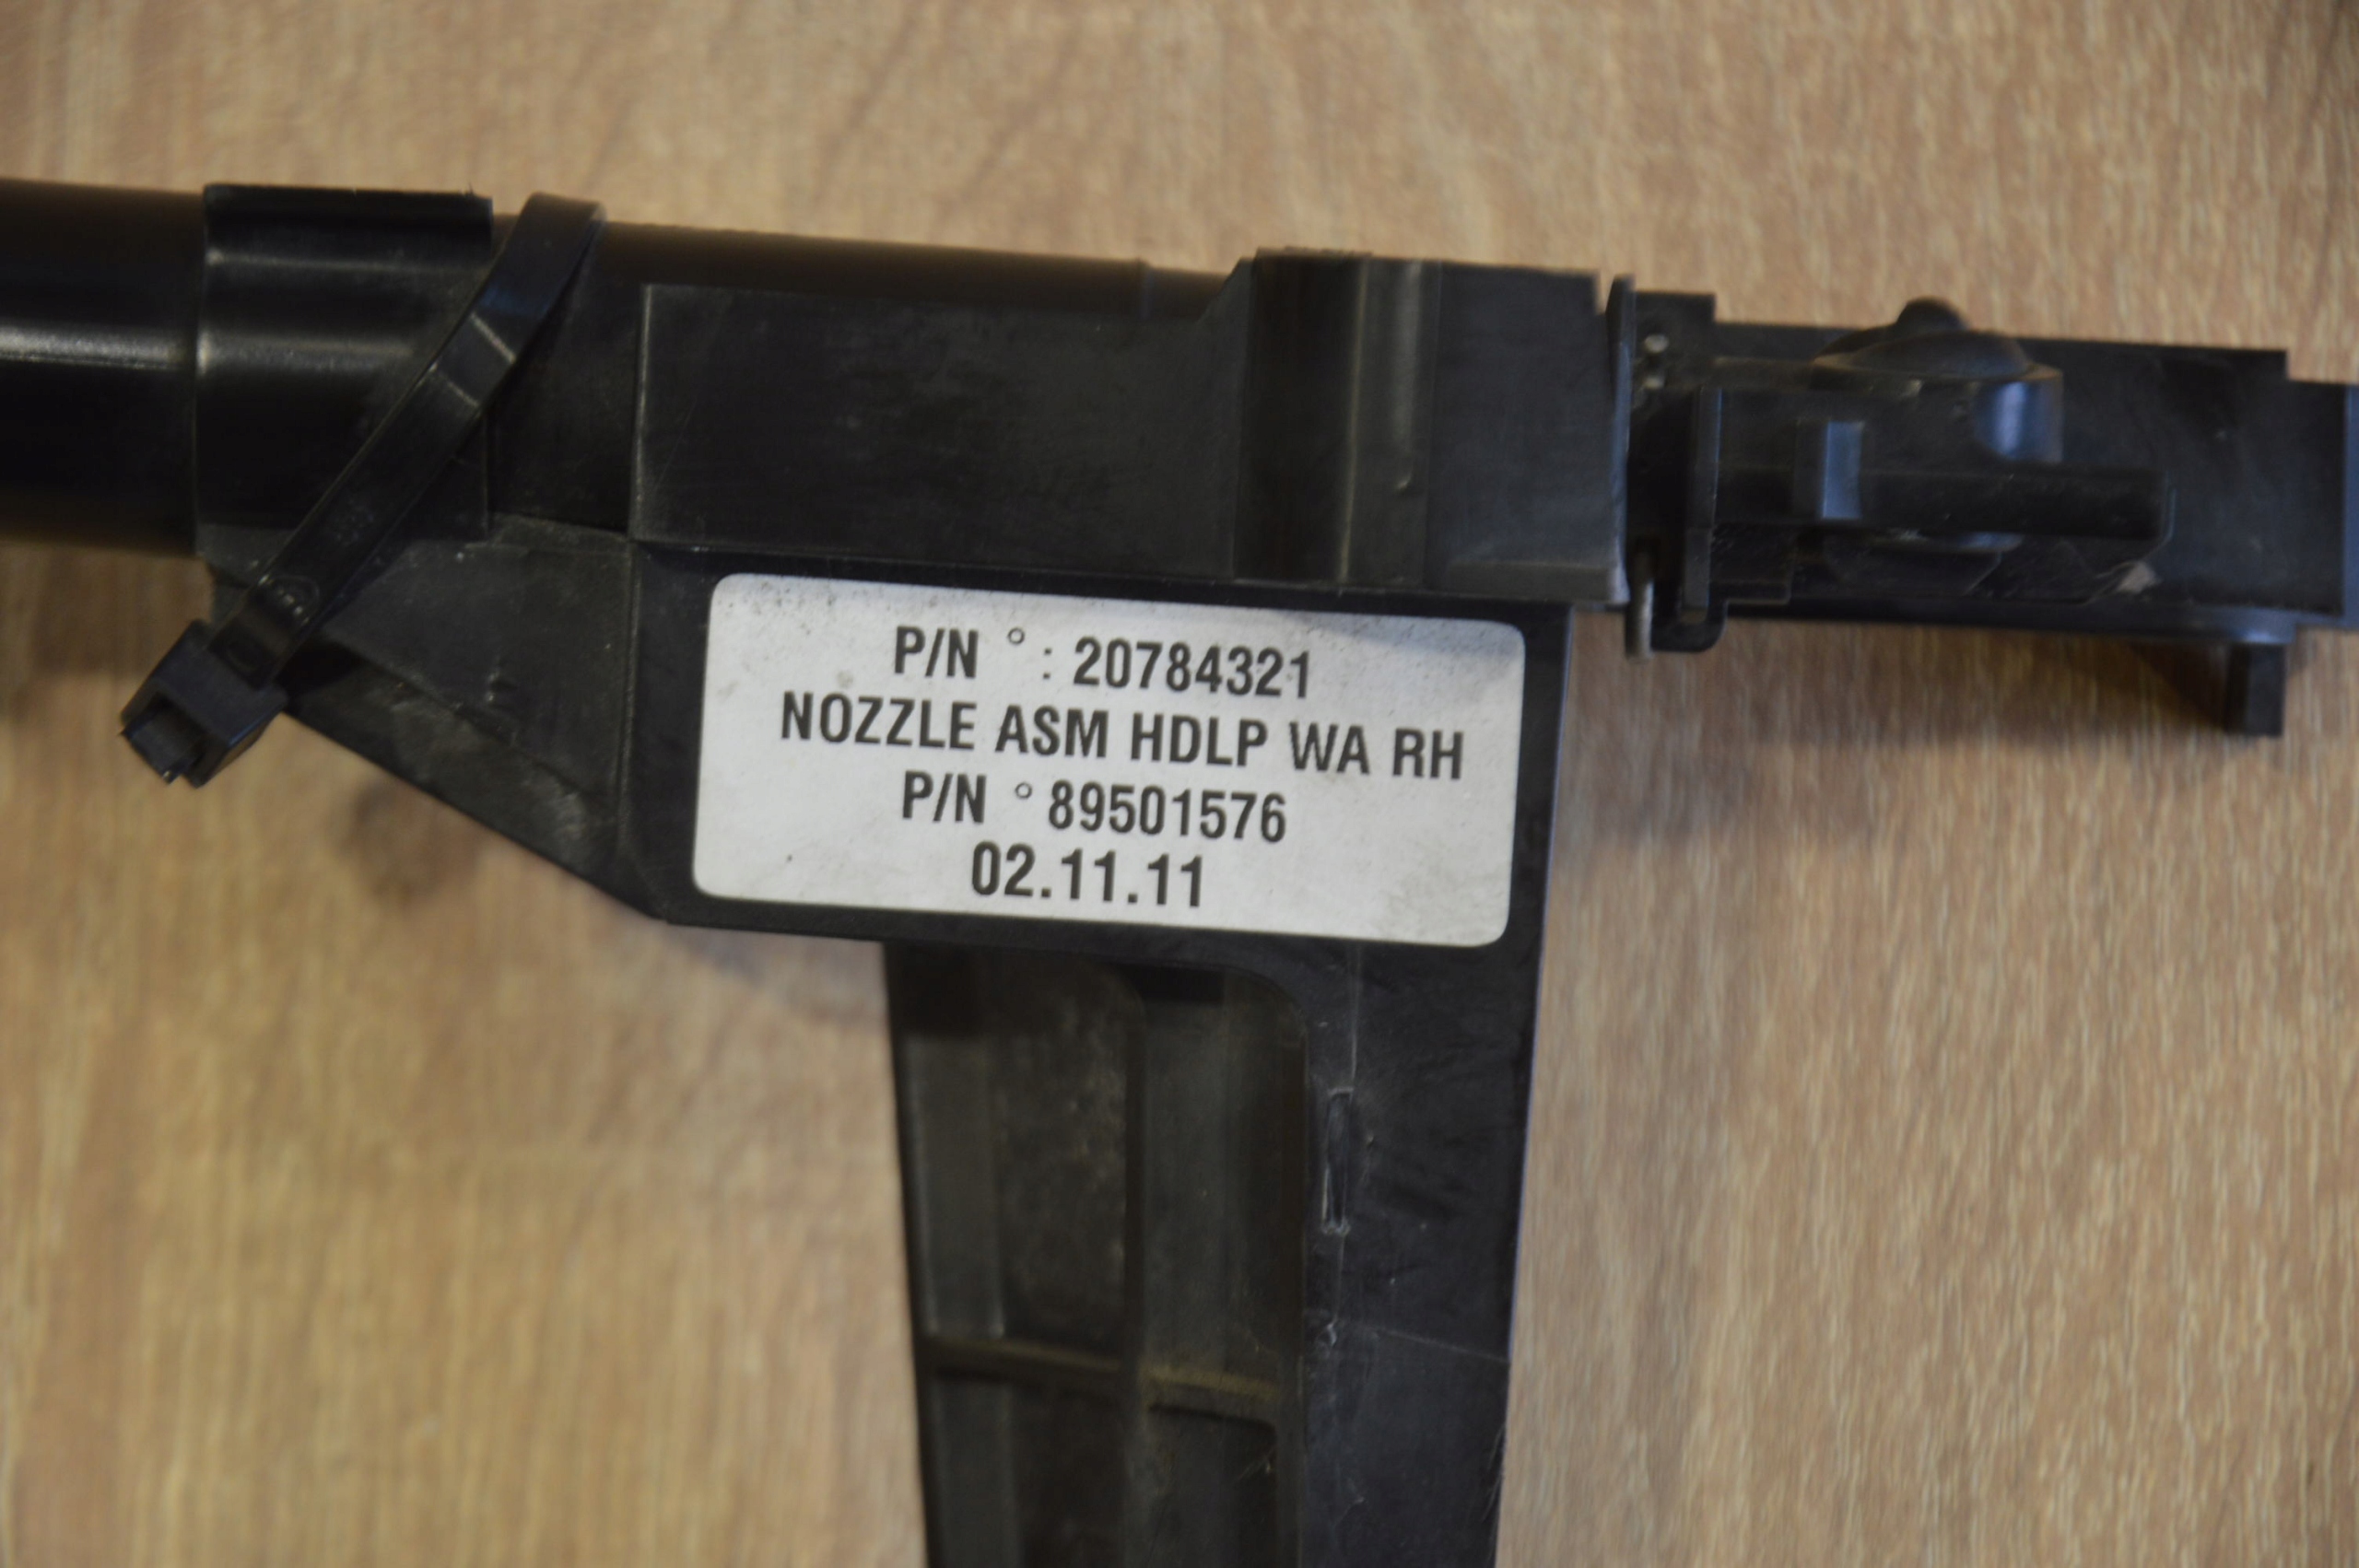 P/N ° : 20784321
NOZZLE ASM HDLP WA RH
P/N ° 89501576
02.11.11